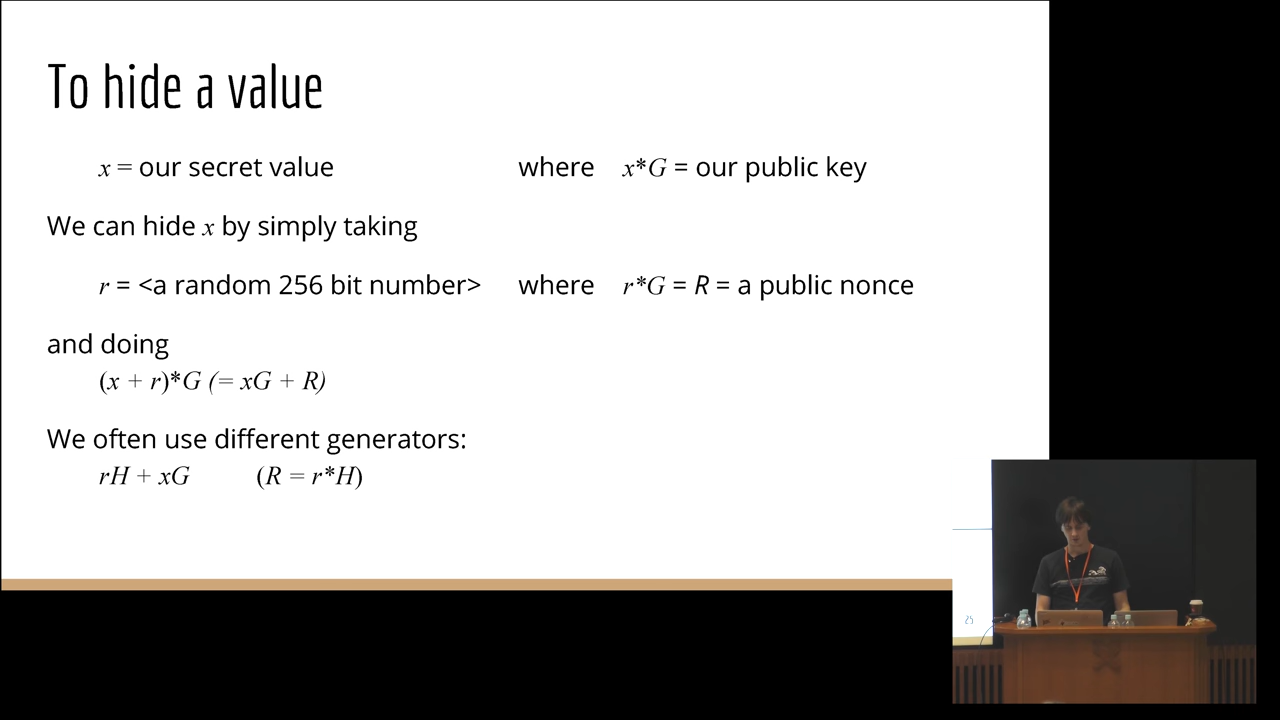 To hide a value
x = our secret value where x*G = our public key
We can hide x by simply taking
r = <a random 256 bit number> where r*G = R = a public nonce
and doing
(x + r)*G (= xG + R)
We often use different generators:
rH + xG (R = r*H)
25